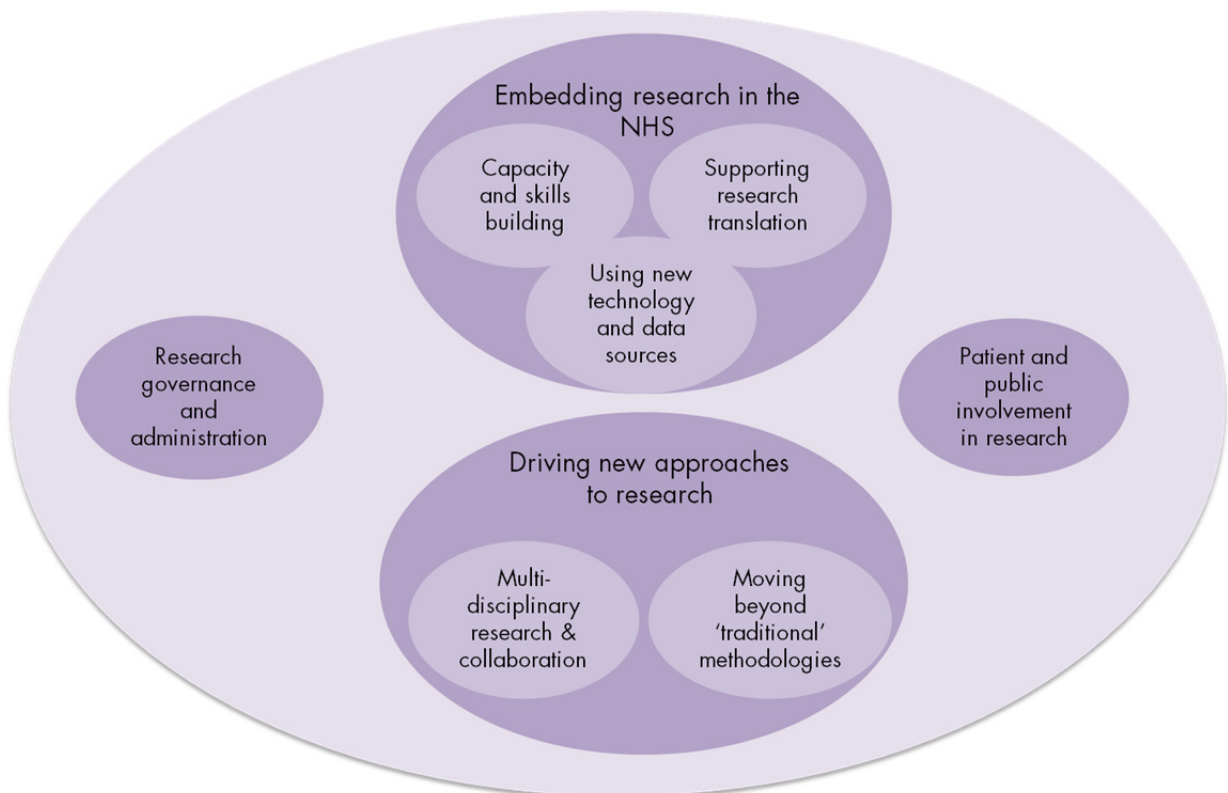 Embedding research in the
NHS
Capacity
and skills
building
Supporting
research
translation
Using new
technology
and data
sources
Research
governance
and
administration
Patient and
public
involvement
in research
Driving new approaches
to research
Multi-
disciplinary
research &
collaboration
Moving
beyond
‘traditional’
methodologies